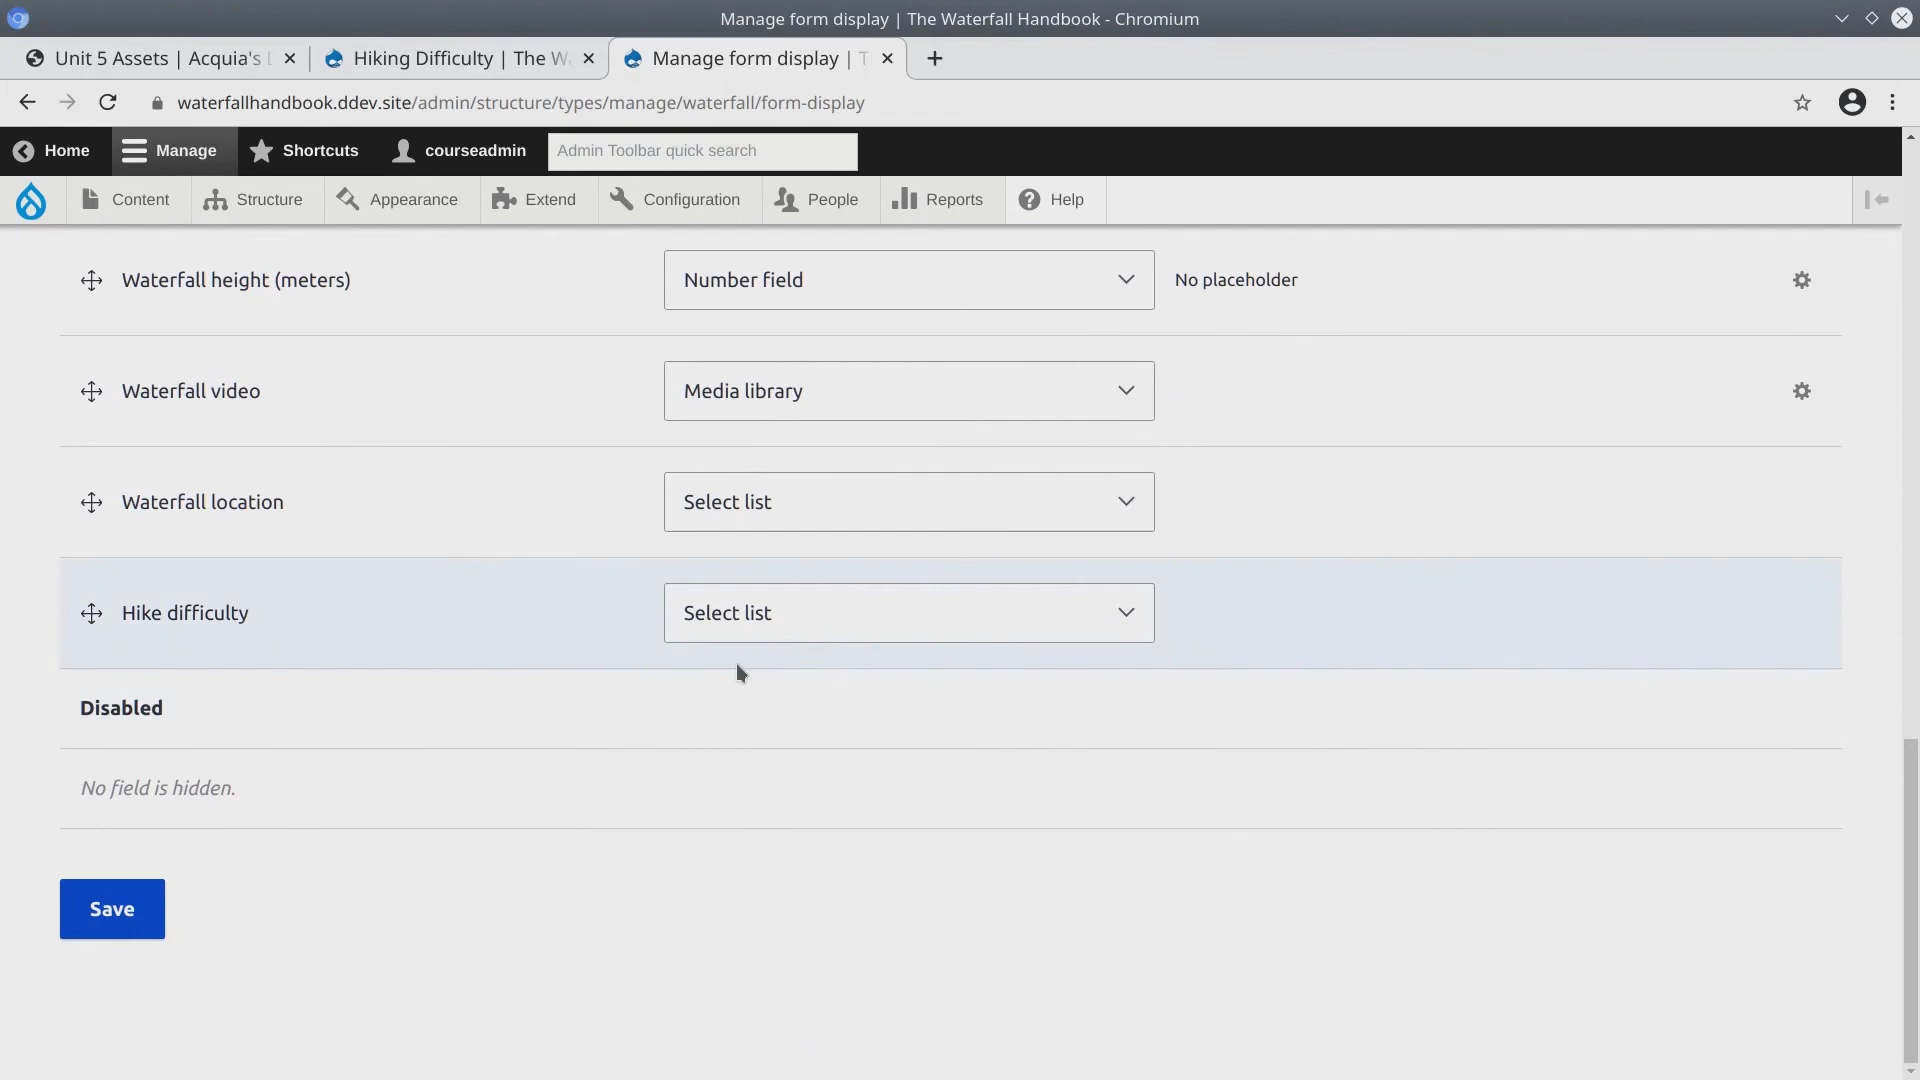 Manage form display | The Waterfall Handbook - Chromium
Unit 5 Assets | Acquia's
Hiking Difficulty | The W
Manage form display | T
waterfallhandbook.ddev.site/admin/structure/types/manage/waterfall/form-display
Home
Manage
Shortcuts
courseadmin
Admin Toolbar quick search
Content
Structure
Appearance
Extend
Configuration
People
Reports
Help
Waterfall height (meters)
Number field
No placeholder
Waterfall video
Media library
Waterfall location
Select list
Hike difficulty
Select list
Disabled
No field is hidden.
Save